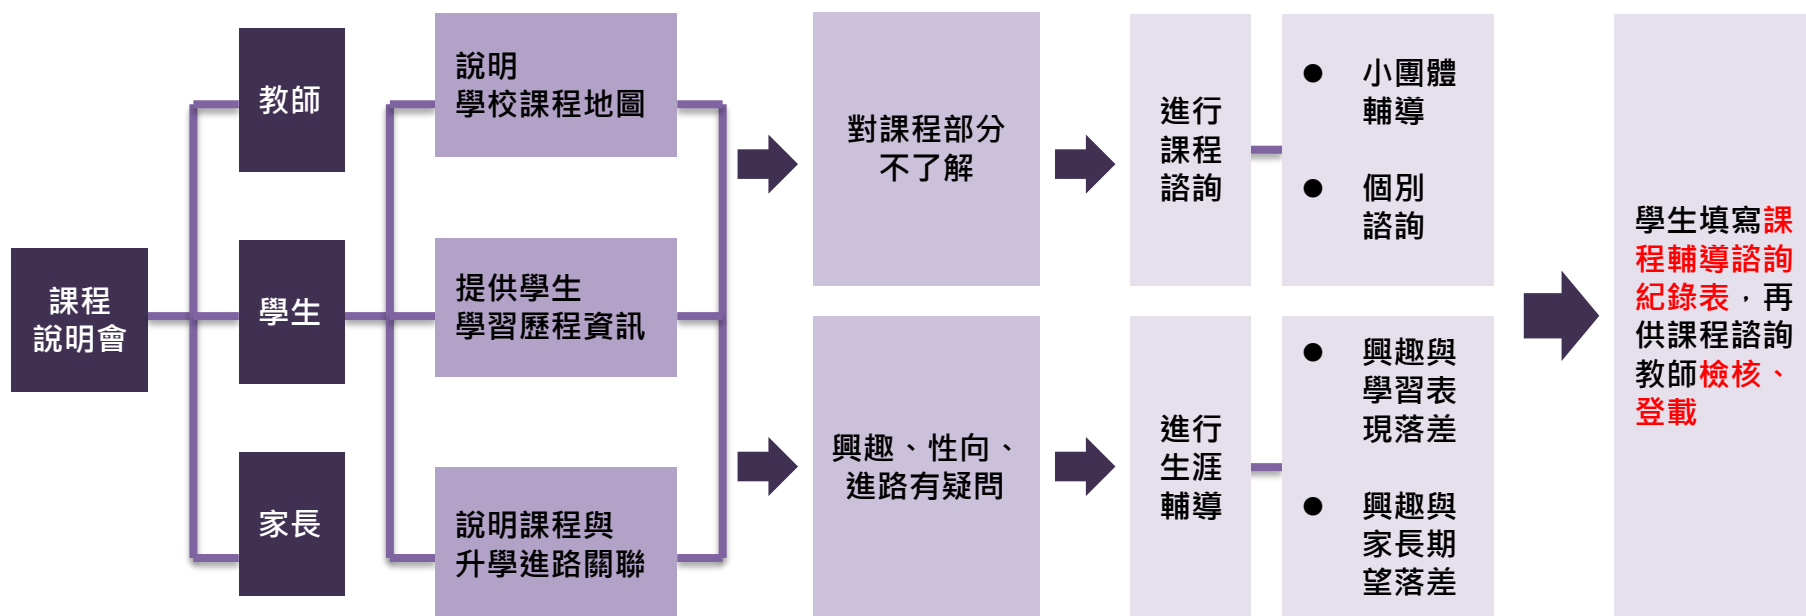 課程
說明會
教師
學生
家長
說明
學校課程地圖
提供學生
學習歷程資訊
說明課程與
升學進路關聯
對課程部分
不了解
興趣、性向、
進路有疑問
進行
課程
諮詢
進行
生涯
輔導
● 小團體
輔導
● 個別
諮詢
● 興趣與
學習表
現落差
● 興趣與
家長期
望落差
學生填寫課
程輔導諮詢
紀錄表，再
供課程諮詢
教師檢核、
登載